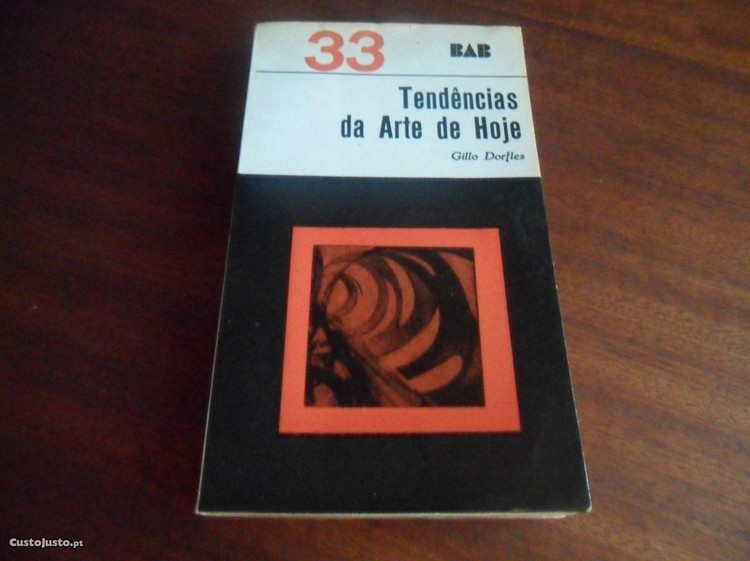 33 BAB
Tendências
da Arte de Hoje
Gillo Dorfles
CustoJusto.pt